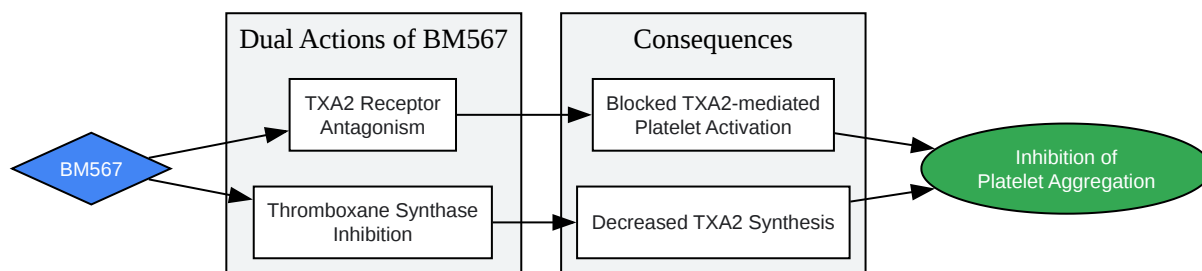 Dual Actions of BM567
Consequences
TXA2 Receptor
Antagonism
Blocked TXA2-mediated
Platelet Activation
BM567
Inhibition of
Platelet Aggregation
Thromboxane Synthase
Inhibition
Decreased TXA2 Synthesis